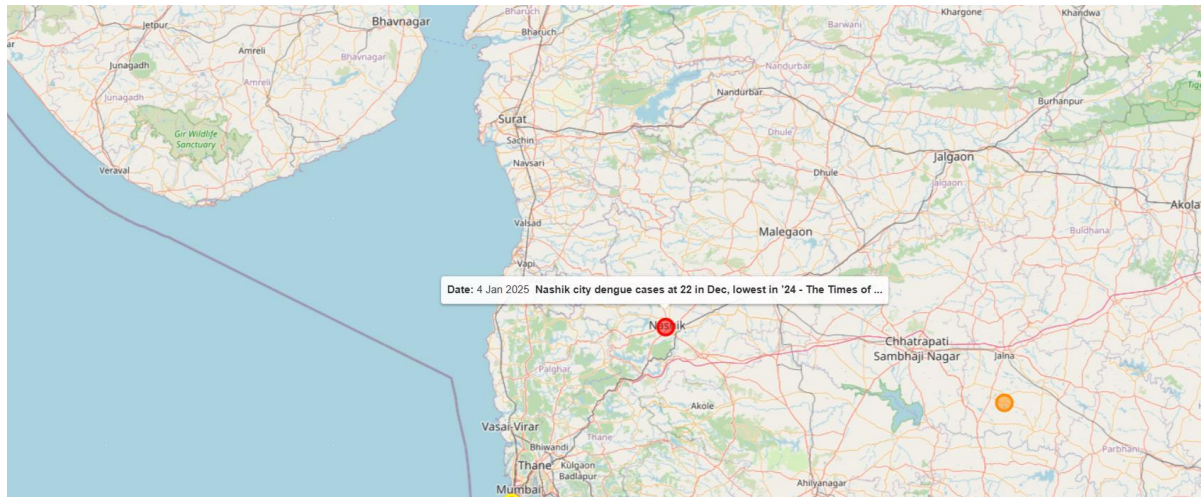 Bharuch
Khargone
Khandwa
Jetpur
Bhavnagar
Bharuch
Barwani
Amreli
Bhavnagar
Junagadh
Nandurbar
Amreli
Nandurbar
Junagadh
Burhanpur
Surat
Gir Wildlife
Sanctuary
Sachin
Dhule
Jalgaon
Navsari
Veraval
Dhule
Jalgaon
Akola
Valsad
Malegaon
Buldhana
Vapi
Date: 4 Jan 2025 Nashik city dengue cases at 22 in Dec, lowest in '24 - The Times of ...
Nashik
Chhatrapati
Sambhaji Nagar
Jalna
Palghar
Akole
Vasai-Virar
Thane
Bhiwandi
Parbhani
Thane
Kulgaon
Badlapur
Ahilyanagar
Mumbai